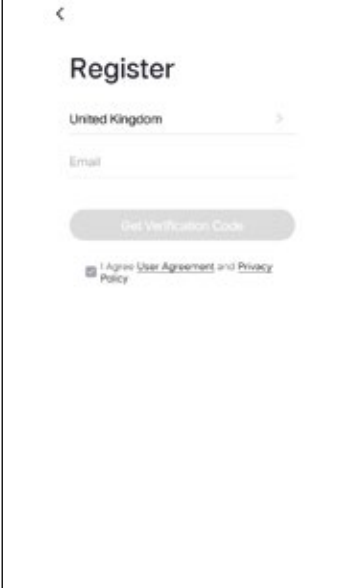 Register
United Kingdom
Email
Get Verification Code
I Agree User Agreement and Privacy
Policy